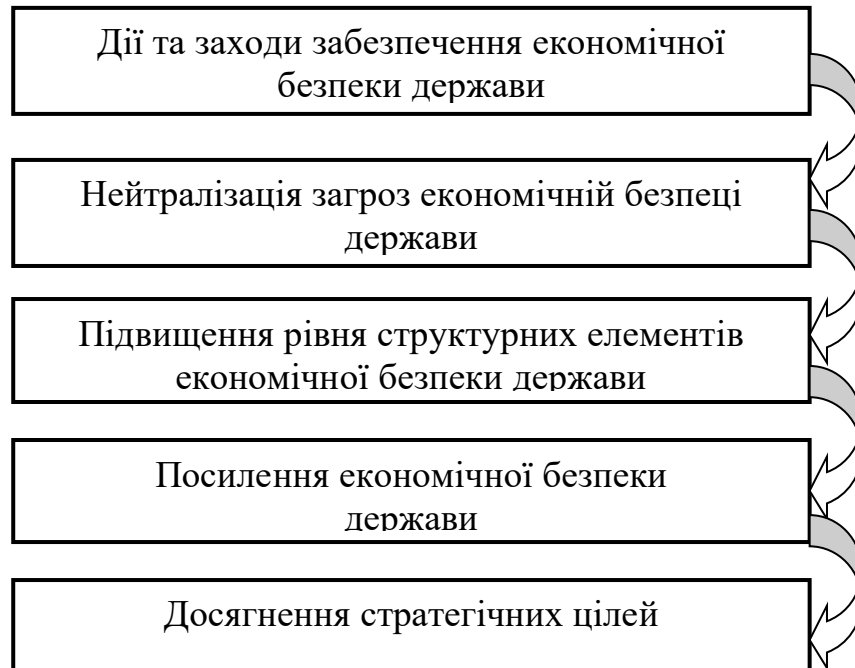 Дії та заходи забезпечення економічної
безпеки держави
Нейтралізація загроз економічній безпеці
держави
Підвищення рівня структурних елементів
економічної безпеки держави
Посилення економічної безпеки
держави
Досягнення стратегічних цілей